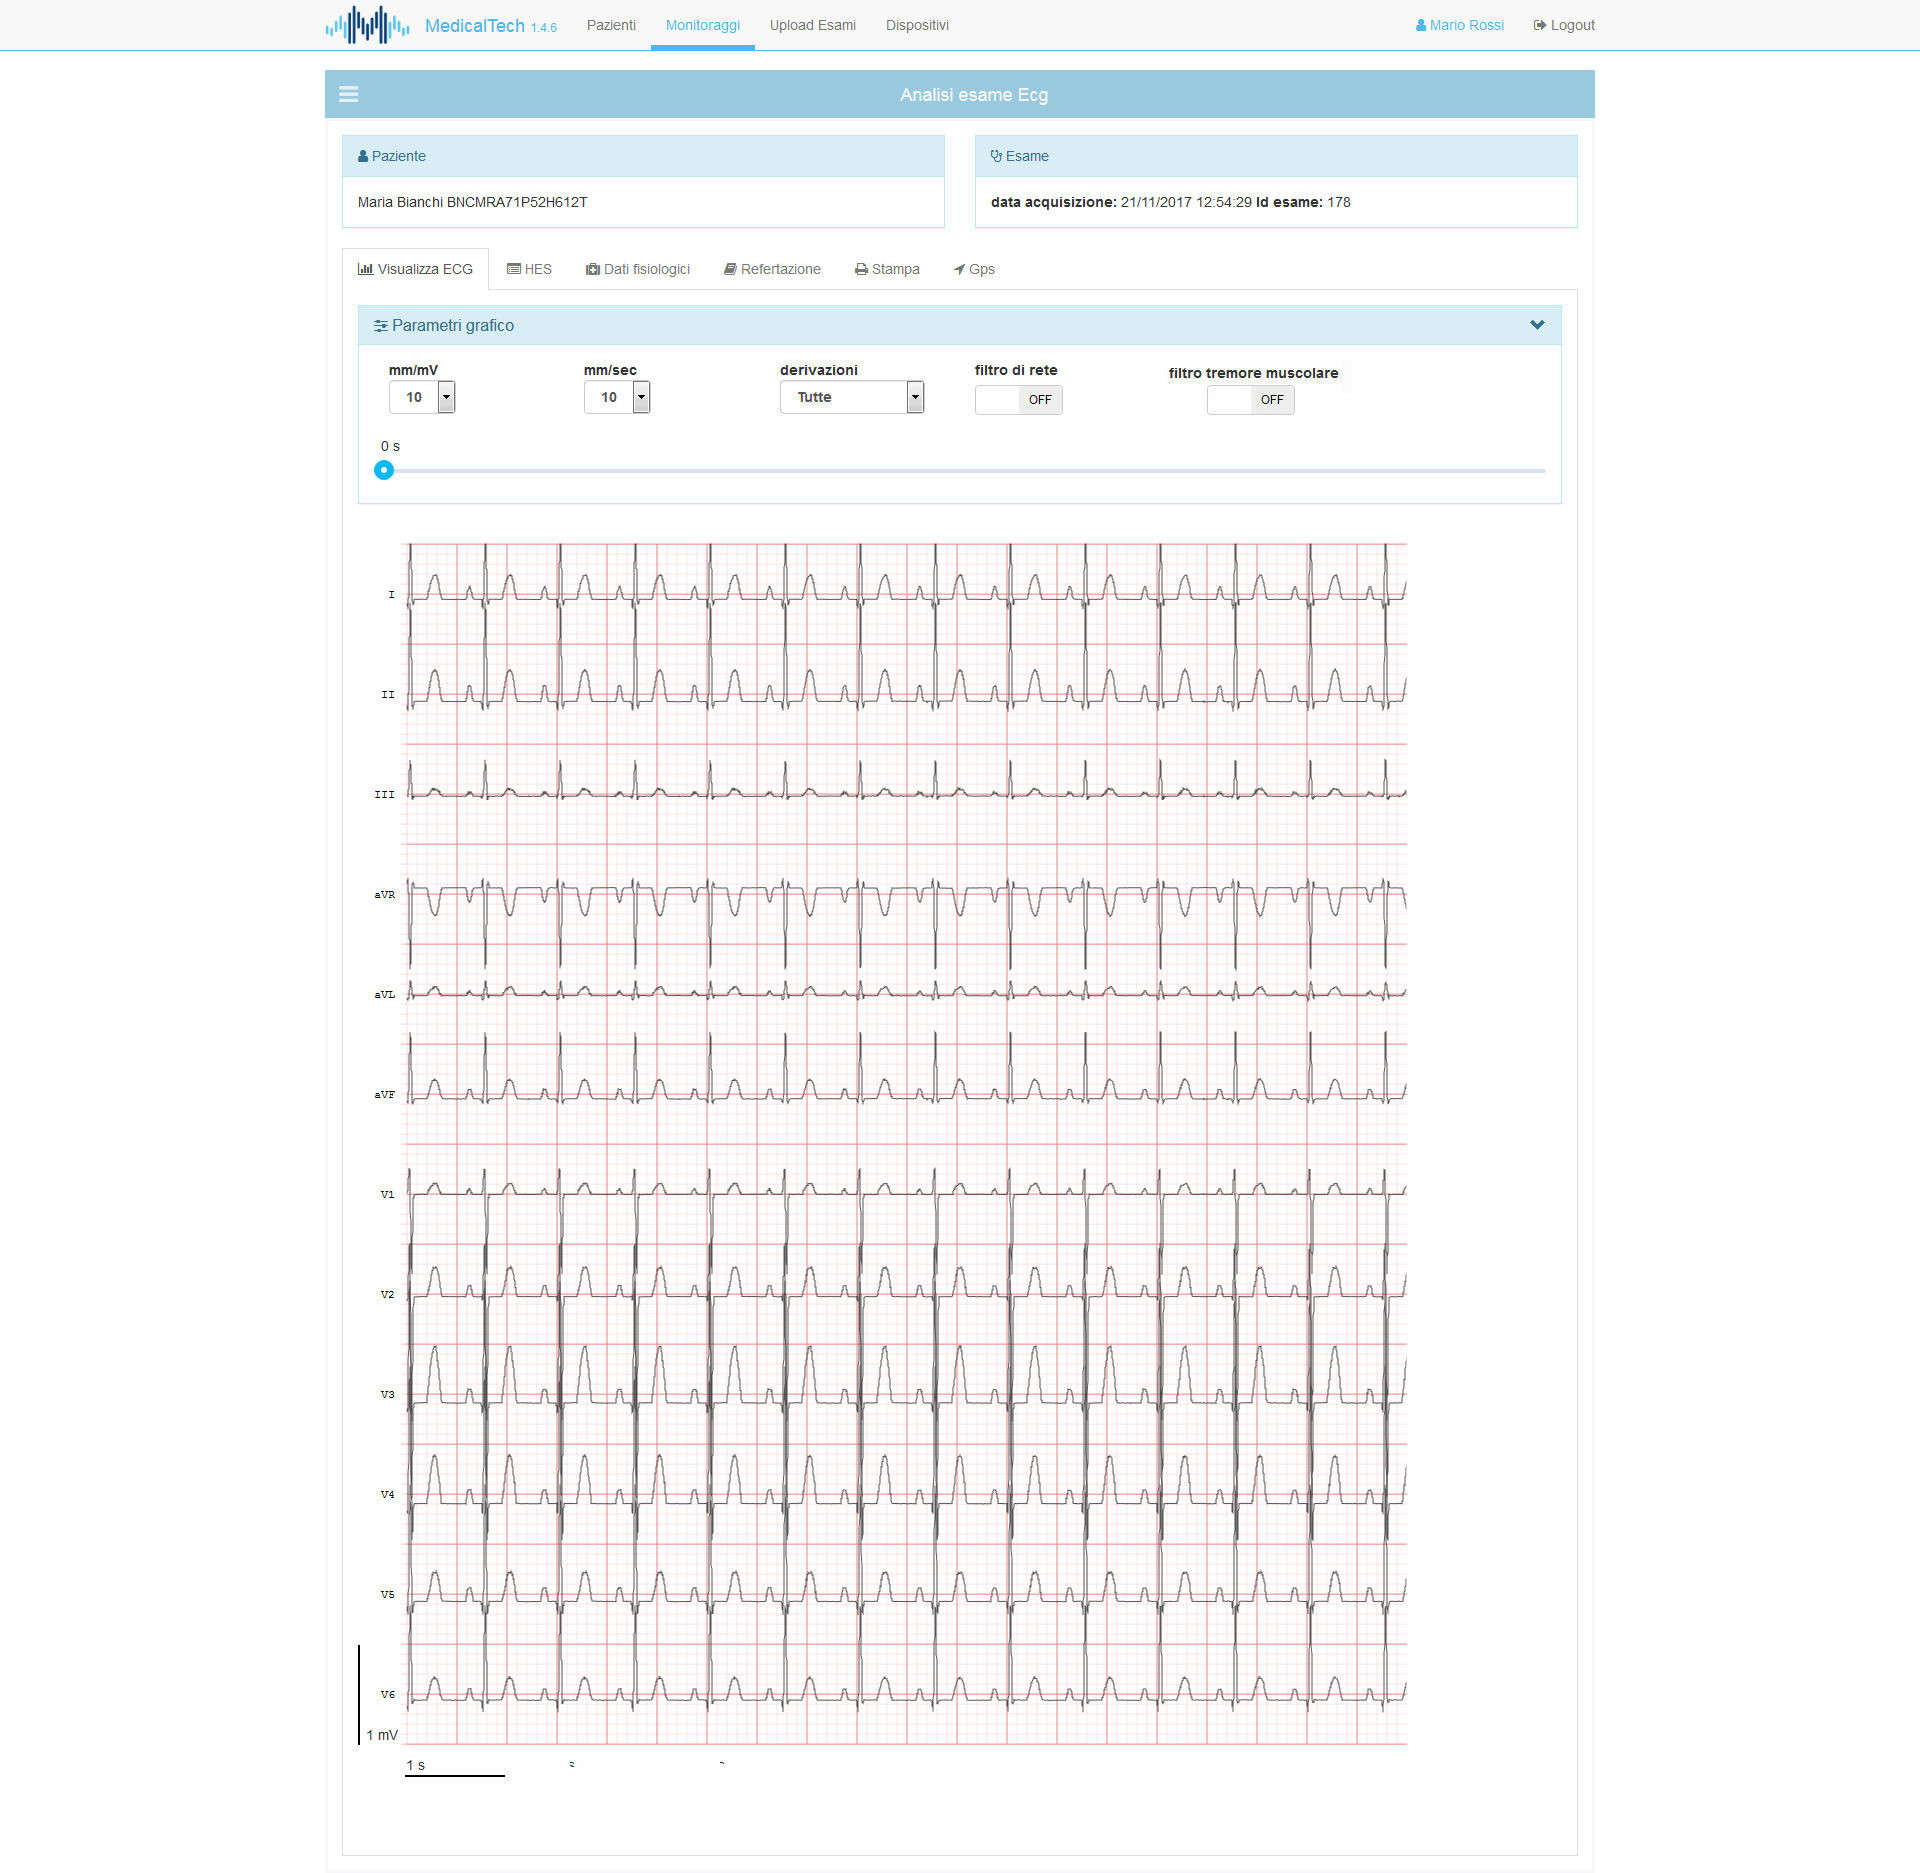 MedicalTech 1.4.6 Pazienti Monitoraggi Upload Esami Dispositivi Mario Rossi Logout
Analisi esame Ecg
Paziente
Maria Bianchi BNCMRA71P52H612T
Esame
data acquisizione: 21/11/2017 12:54:29 Id esame: 178
Visualizza ECG HES Dati fisiologici Refertazione Stampa Gps
Parametri grafico
mm/mV mm/sec derivazioni filtro di rete filtro tremore muscolare
10 10 Tutte OFF OFF
0 s
I
II
III
aVR
aVL
aVF
V1
V2
V3
V4
V5
V6
1 mV
1 s